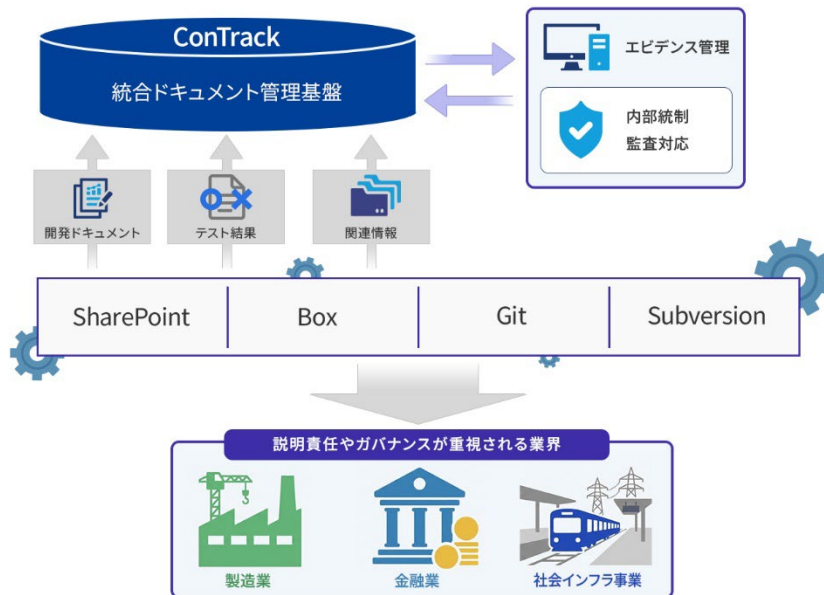 ConTrack
統合ドキュメント管理基盤
エビデンス管理
内部統制
監査対応
開発ドキュメント
テスト結果
関連情報
SharePoint
Box
Git
Subversion
説明責任やガバナンスが重視される業界
製造業
金融業
社会インフラ事業